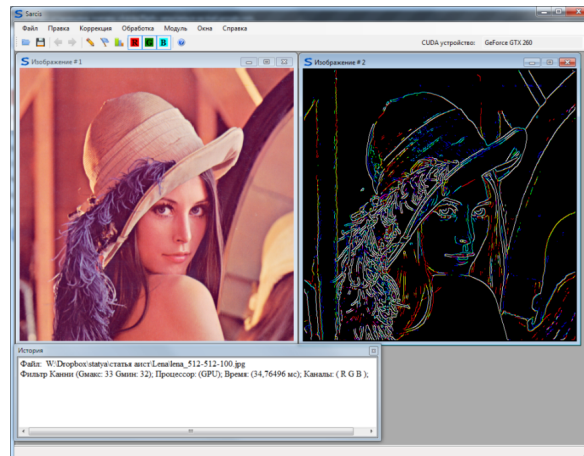 Sarcis
Файл Правка Коррекция Обработка Модуль Окна Справка
R G B CUDA устройство: GeForce GTX 260
Изображение #1
Изображение #2
История
Файл: W:\Dropbox\statya\статья аист\Lena\lena_512-512-100.jpg
Фильтр Канни (Gмакс: 33 Gмин: 32); Процессор: (GPU); Время: (34,76496 мс); Каналы: ( R G B );